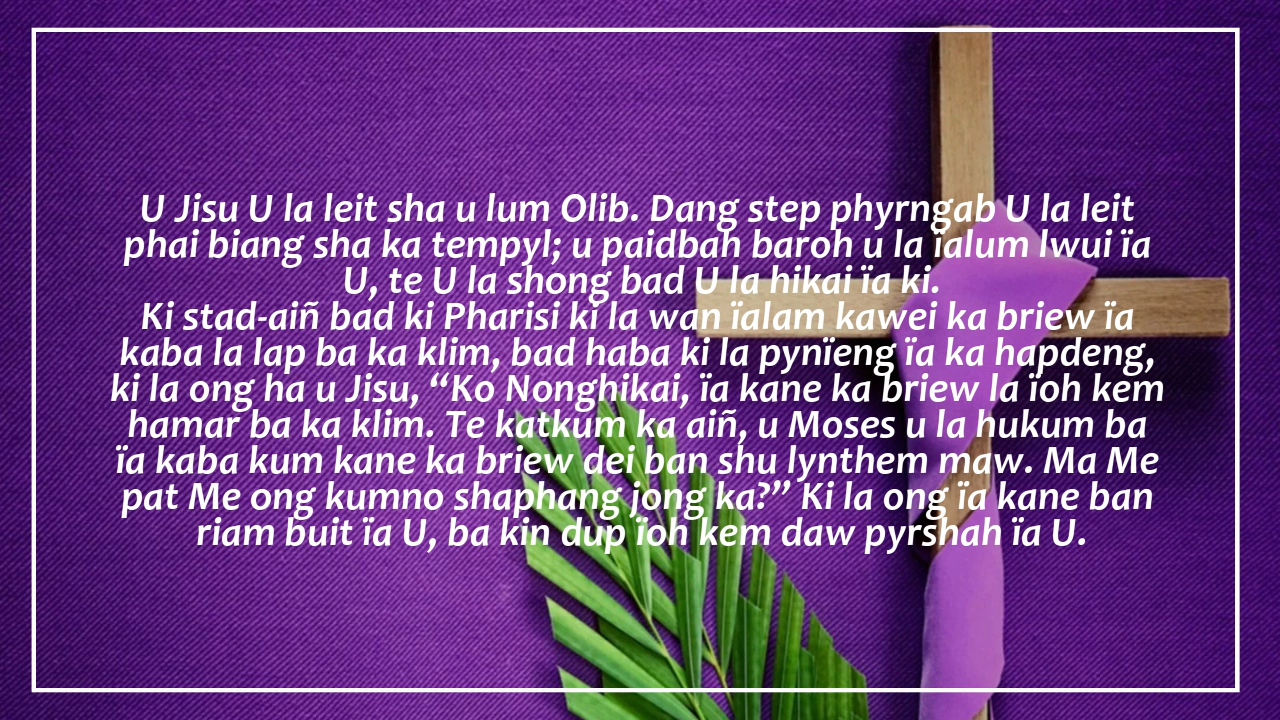 U Jisu U la leit sha u lum Olib. Dang step phyrngab U la leit
phai biang sha ka tempyl; u paidbah baroh u la ïalum lwui ïa
U, te U la shong bad U la hikai ïa ki.
Ki stad-aiñ bad ki Pharisi ki la wan ïalam kawei ka briew ïa
kaba la lap ba ka klim, bad haba ki la pynïeng ïa ka hapdeng,
ki la ong ha u Jisu, “Ko Nonghikai, ïa kane ka briew la ïoh kem
hamar ba ka klim. Te katkum ka aiñ, u Moses u la hukum ba
ïa kaba kum kane ka briew dei ban shu lynthem maw. Ma Me
pat Me ong kumno shaphang jong ka?” Ki la ong ïa kane ban
riam buit ïa U, ba kin dup ïoh kem daw pyrshah ïa U.